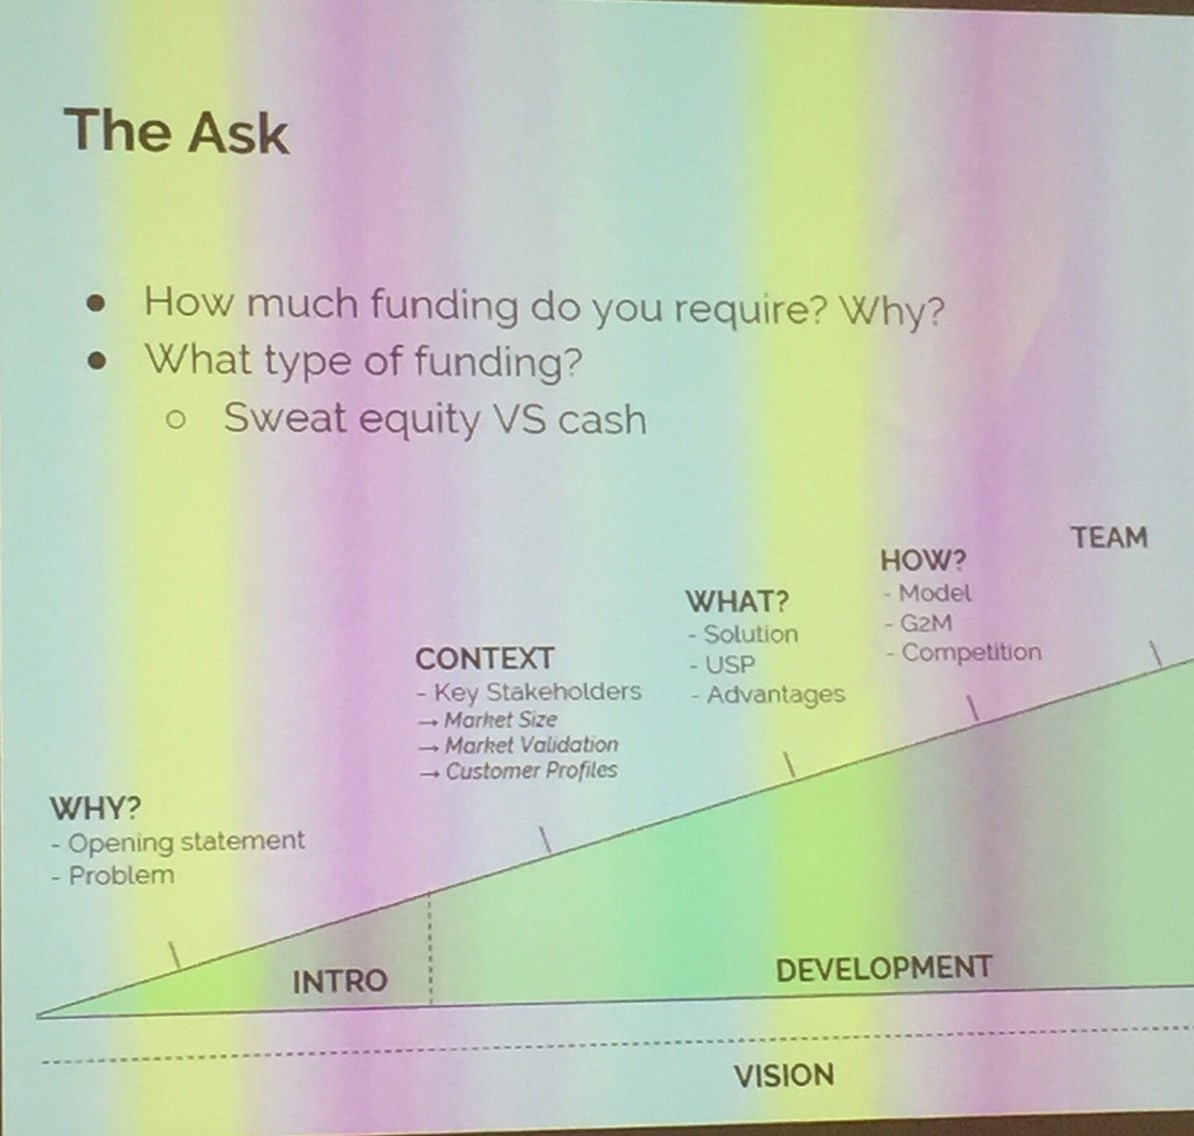 The Ask
● How much funding do you require? Why?
● What type of funding?
○ Sweat equity VS cash
WHY?
- Opening statement
- Problem
CONTEXT
- Key Stakeholders
→ Market Size
→ Market Validation
→ Customer Profiles
WHAT?
- Solution
- USP
- Advantages
HOW?
- Model
- G2M
- Competition
TEAM
INTRO
DEVELOPMENT
VISION